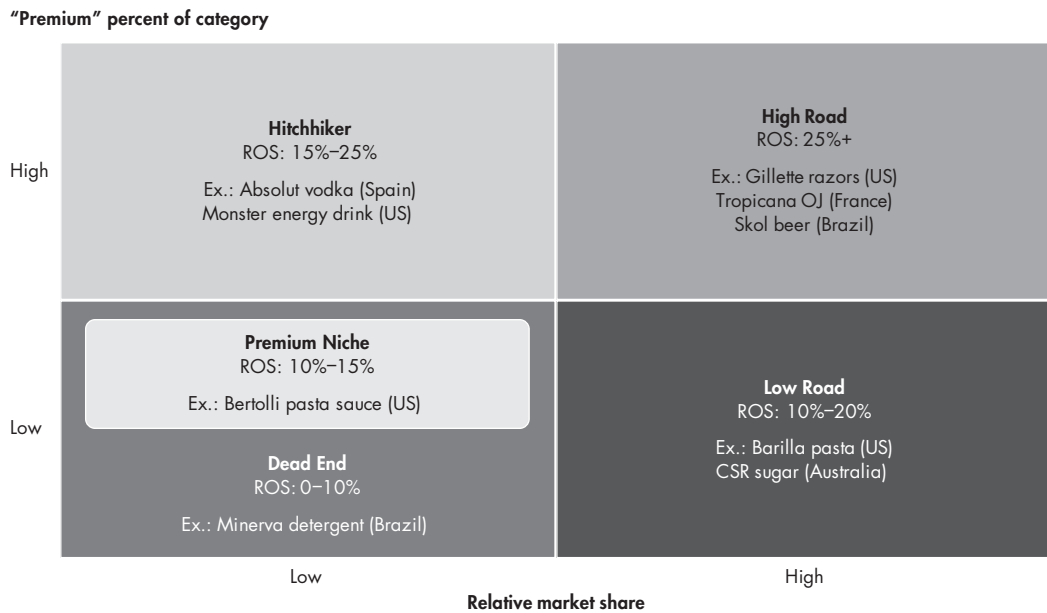 “Premium” percent of category
High
Hitchhiker
ROS: 15%–25%
Ex.: Absolut vodka (Spain)
Monster energy drink (US)
High Road
ROS: 25%+
Ex.: Gillette razors (US)
Tropicana OJ (France)
Skol beer (Brazil)
Low
Premium Niche
ROS: 10%–15%
Ex.: Bertolli pasta sauce (US)
Dead End
ROS: 0–10%
Ex.: Minerva detergent (Brazil)
Low Road
ROS: 10%–20%
Ex.: Barilla pasta (US)
CSR sugar (Australia)
Low
High
Relative market share